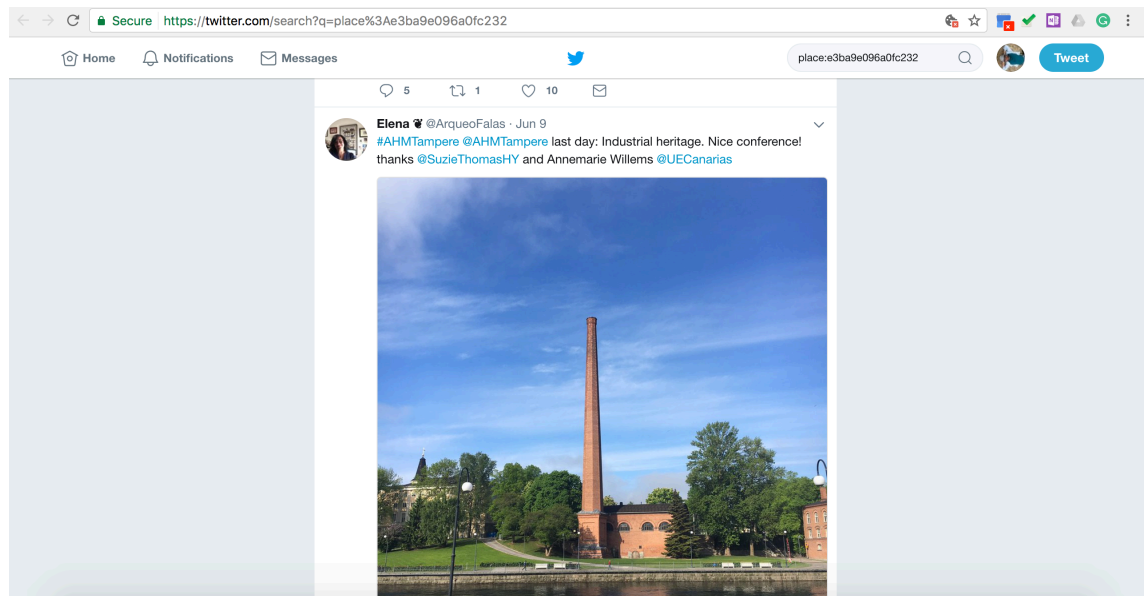 Secure https://twitter.com/search?q=place%3Ae3ba9e096a0fc232
Home Notifications Messages place:e3ba9e096a0fc232 Tweet
5 1 10
Elena ❦ @ArqueoFalas · Jun 9
#AHMTampere @AHMTampere last day: Industrial heritage. Nice conference!
thanks @SuzieThomasHY and Annemarie Willems @UECanarias